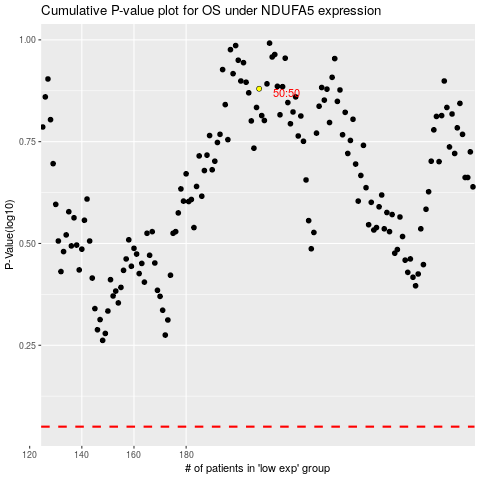 Cumulative P-value plot for OS under NDUFA5 expression
1.00
0.75
0.50
0.25
P-Value(log10)
50:50
120 140 160 180
# of patients in 'low exp' group